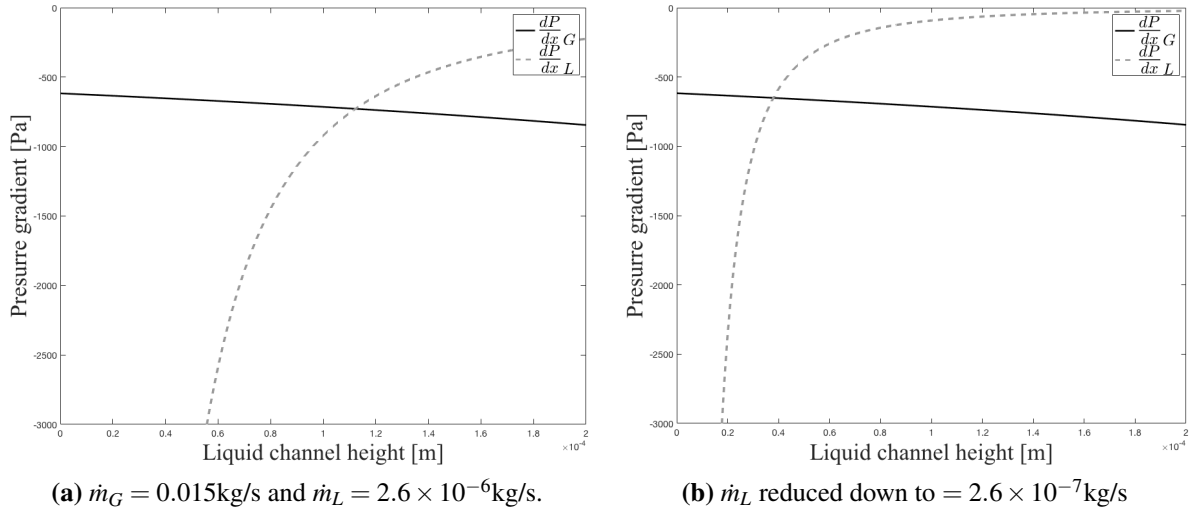 0
-500
-1000
-1500
-2000
-2500
-3000
Presurre gradient [Pa]
0 0.2 0.4 0.6 0.8 1 1.2 1.4 1.6 1.8 2
×10⁻⁴
Liquid channel height [m]
dP/dx G
dP/dx L
(a) ṁ_G = 0.015kg/s and ṁ_L = 2.6 × 10⁻⁶kg/s.
0
-500
-1000
-1500
-2000
-2500
-3000
Presurre gradient [Pa]
0 0.2 0.4 0.6 0.8 1 1.2 1.4 1.6 1.8 2
×10⁻⁴
Liquid channel height [m]
dP/dx G
dP/dx L
(b) ṁ_L reduced down to = 2.6 × 10⁻⁷kg/s